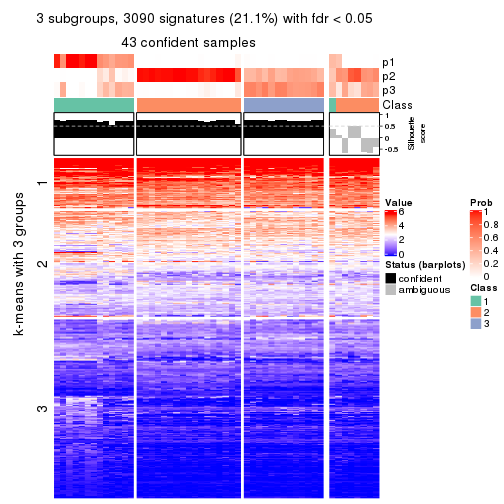 3 subgroups, 3090 signatures (21.1%) with fdr < 0.05
43 confident samples
p1
p2
p3
Class
1
0.5
0
-0.5
Silhouette
score
k-means with 3 groups
1
2
3
Value
6
4
2
0
Status (barplots)
confident
ambiguous
Prob
1
0.8
0.6
0.4
0.2
0
Class
1
2
3